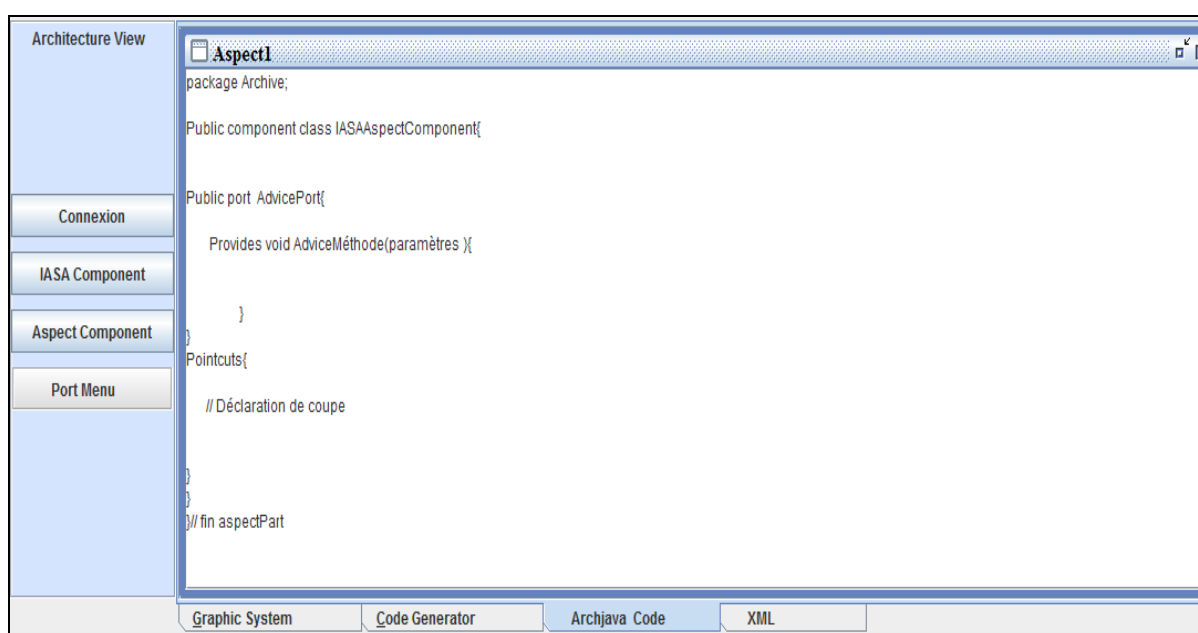 Architecture View
Connexion
IASA Component
Aspect Component
Port Menu
Aspect1
package Archive;
Public component class IASAAspectComponent{
Public port AdvicePort{
Provides void AdviceMéthode(paramètres ){
}
}
Pointcuts{
// Déclaration de coupe
}
}
}// fin aspectPart
Graphic System
Code Generator
Archjava Code
XML